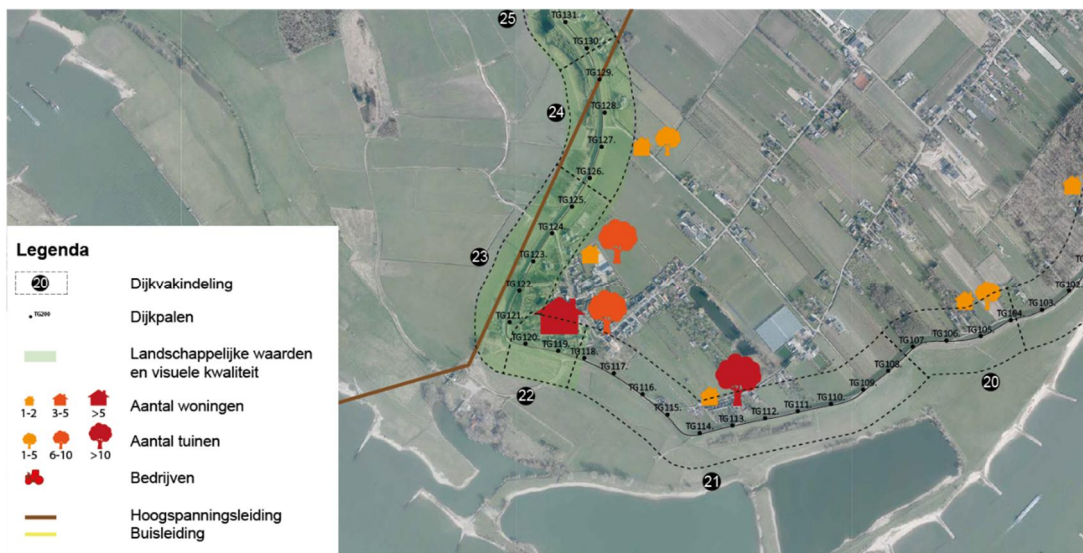 25
TG131.
TG130.
TG129.
24
TG128.
TG127.
TG126.
TG125.
TG124.
23
TG123.
TG122.
TG121.
TG120.
TG119.
TG118.
22
TG117.
TG116.
TG115.
TG114.
TG113.
TG112.
TG111.
TG110.
TG109.
TG108.
TG107.
TG106.
TG105.
TG104.
TG103.
TG102.
20
21
Legenda
20 Dijkvakindeling
TG200 Dijkpalen
Landschappelijke waarden
en visuele kwaliteit
Aantal woningen
1-2 3-5 >5
Aantal tuinen
1-5 6-10 >10
Bedrijven
Hoogspanningsleiding
Buisleiding